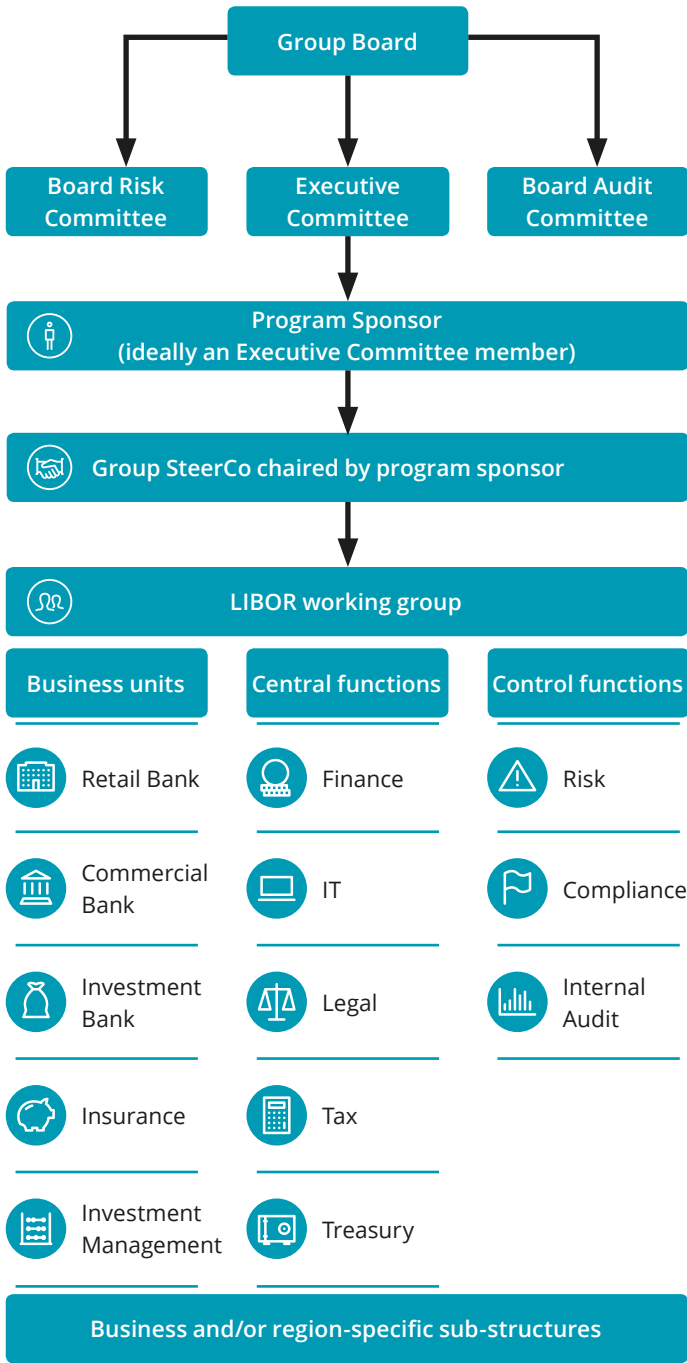 Group Board
Board Risk
Committee
Executive
Committee
Board Audit
Committee
Program Sponsor
(ideally an Executive Committee member)
Group SteerCo chaired by program sponsor
LIBOR working group
Business units
Central functions
Control functions
Retail Bank
Finance
Risk
Commercial
Bank
IT
Compliance
Investment
Bank
Legal
Internal
Audit
Insurance
Tax
Investment
Management
Treasury
Business and/or region-specific sub-structures